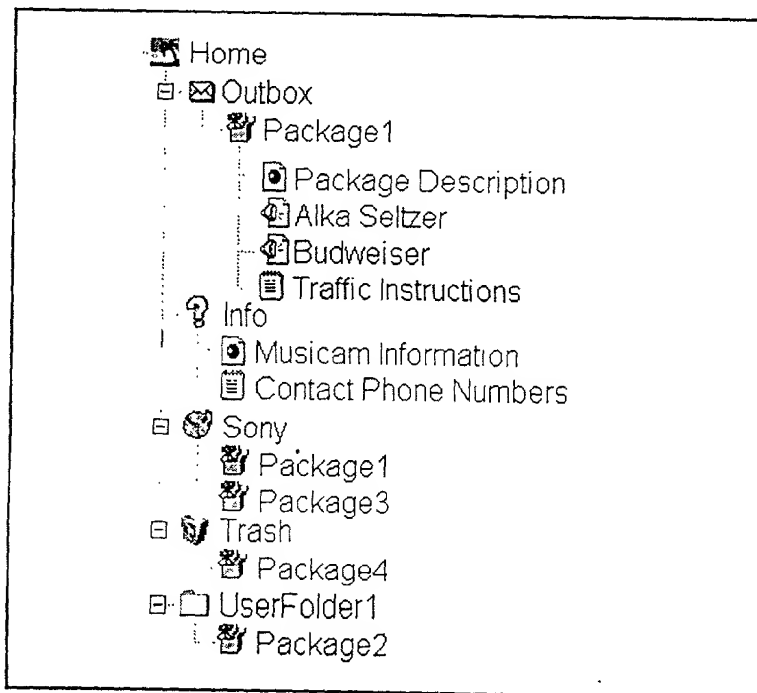 Home
Outbox
Package1
Package Description
Alka Seltzer
Budweiser
Traffic Instructions
Info
Musicam Information
Contact Phone Numbers
Sony
Package1
Package3
Trash
Package4
UserFolder1
Package2